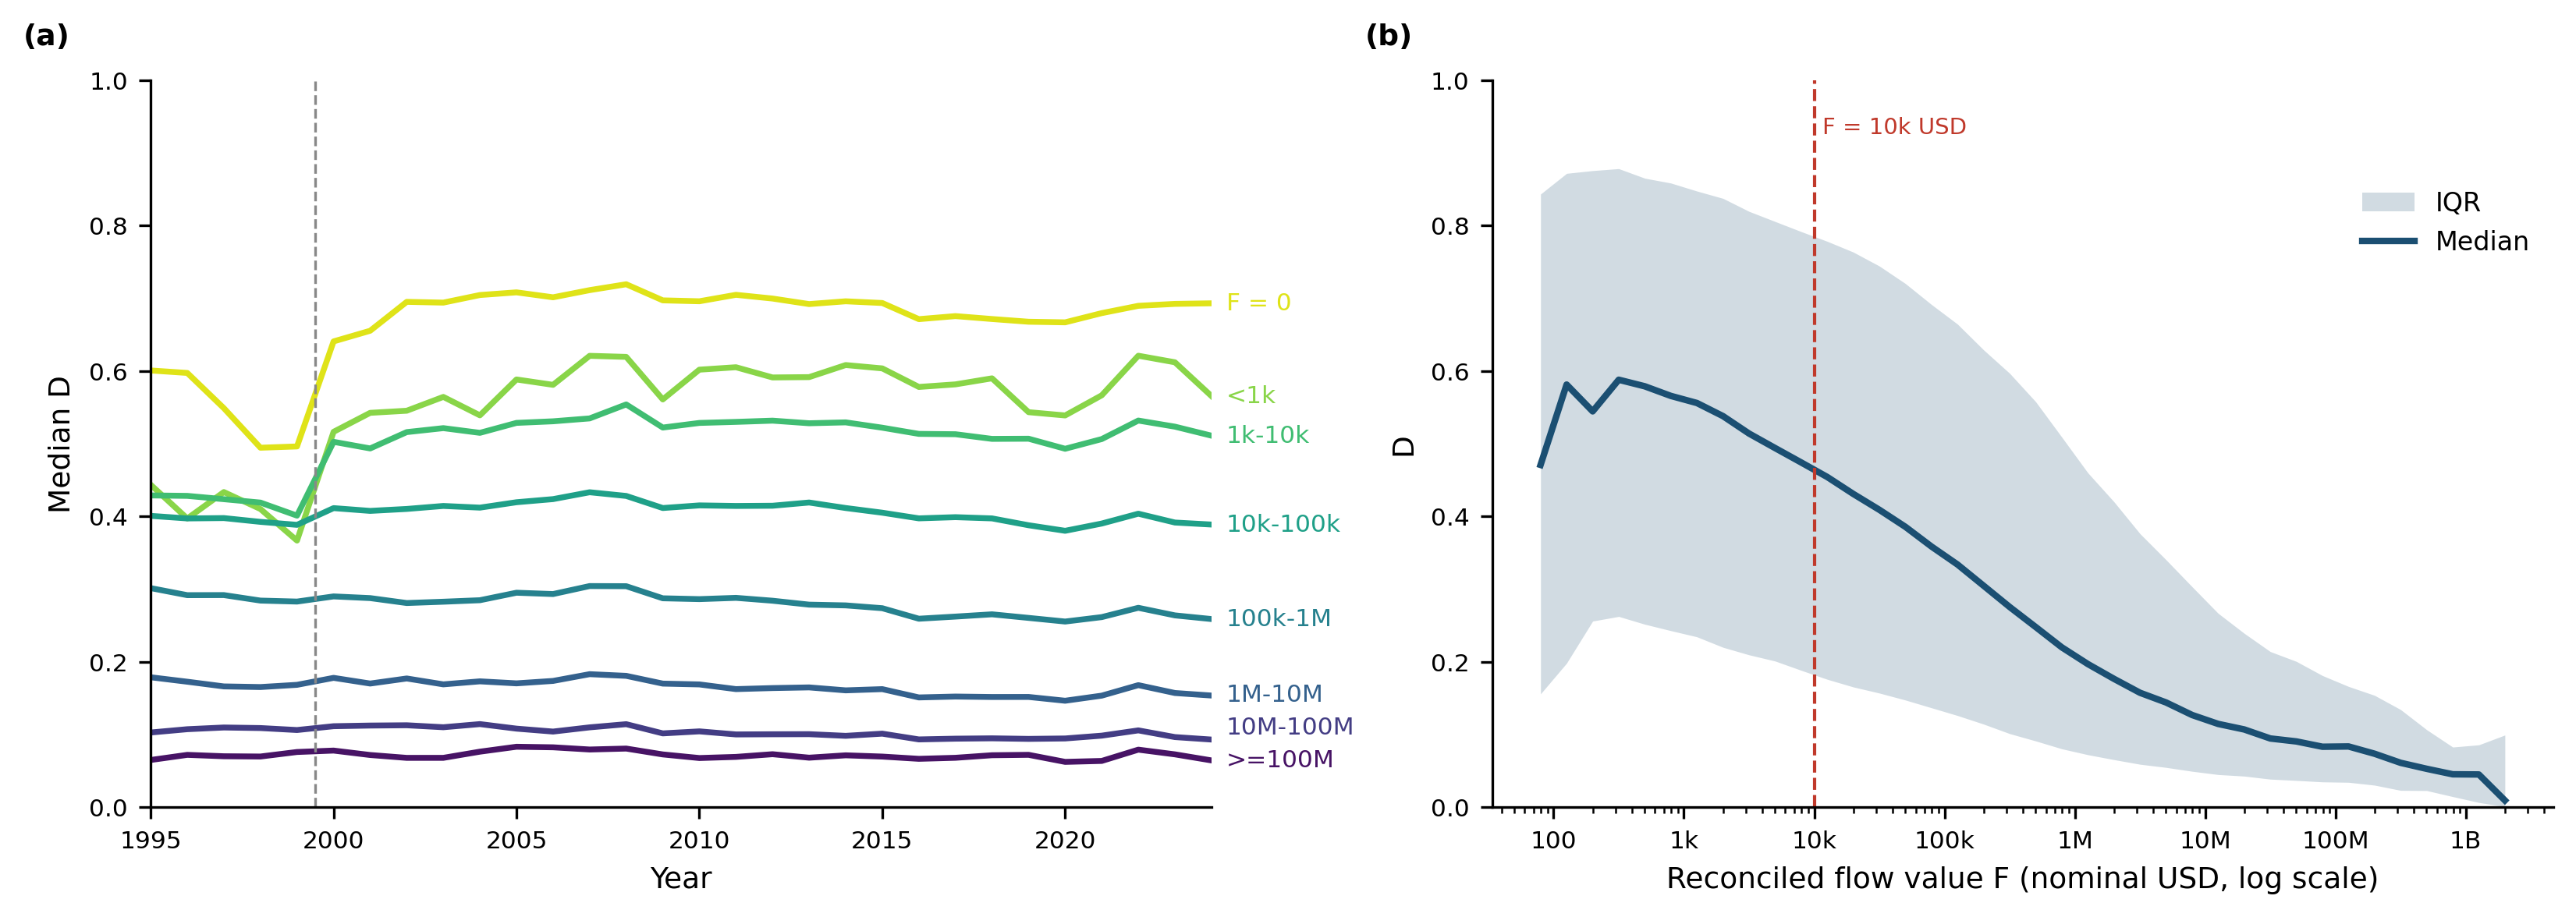 (a)
1.0
0.8
0.6
0.4
0.2
0.0
Median D
1995
2000
2005
2010
2015
2020
Year
F = 0
<1k
1k-10k
10k-100k
100k-1M
1M-10M
10M-100M
>=100M
(b)
1.0
0.8
0.6
0.4
0.2
0.0
D
F = 10k USD
IQR
Median
100
1k
10k
100k
1M
10M
100M
1B
Reconciled flow value F (nominal USD, log scale)